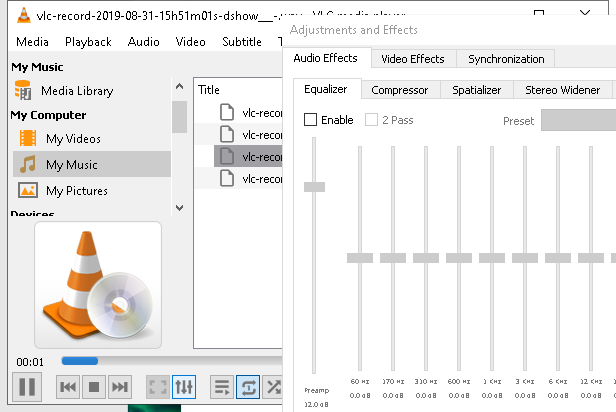 vlc-record-2019-08-31-15h51m01s-dshow__-.wav - VLC media player
Media Playback Audio Video Subtitle T
My Music
Media Library
My Computer
My Videos
My Music
My Pictures
Devices
Title
vlc-recor
vlc-recor
vlc-recor
vlc-recor
00:01
Adjustments and Effects
Audio Effects Video Effects Synchronization
Equalizer Compressor Spatializer Stereo Widener
Enable 2 Pass Preset
60 Hz 170 Hz 310 Hz 600 Hz 1 KHz 3 KHz 6 KHz 12 KHz
Preamp 0.0 dB 0.0 dB 0.0 dB 0.0 dB 0.0 dB 0.0 dB 0.0 dB 0.0 dB
12.0 dB